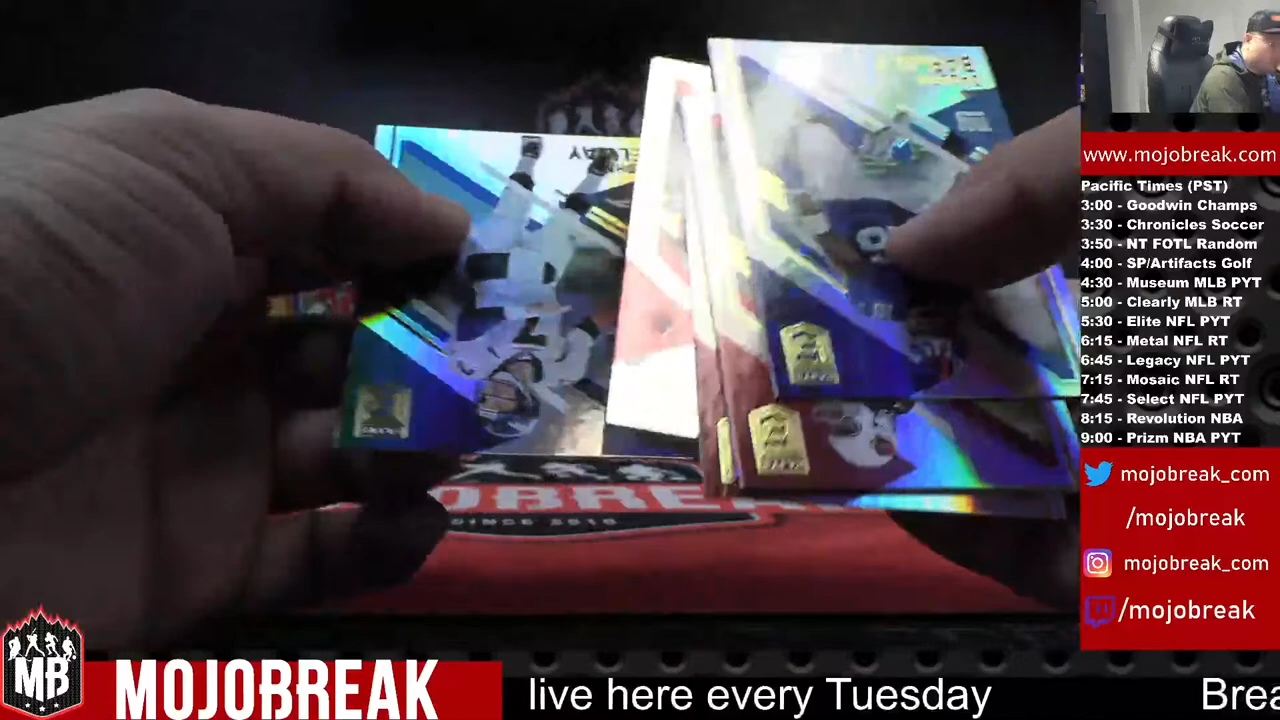 www.mojobreak.com
Pacific Times (PST)
3:00 - Goodwin Champs
3:30 - Chronicles Soccer
3:50 - NT FOTL Random
4:00 - SP/Artifacts Golf
4:30 - Museum MLB PYT
5:00 - Clearly MLB RT
5:30 - Elite NFL PYT
6:15 - Metal NFL RT
6:45 - Legacy NFL PYT
7:15 - Mosaic NFL RT
7:45 - Select NFL PYT
8:15 - Revolution NBA
9:00 - Prizm NBA PYT
mojobreak_com
/mojobreak
mojobreak_com
/mojobreak
OBREA
SINCE 2010
MB
MOJOBREAK
live here every Tuesday
Brea